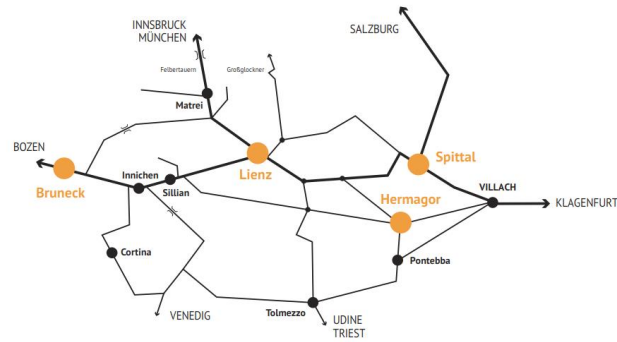 INNSBRUCK
MÜNCHEN
SALZBURG
Felbertauern
Großglockner
Matrei
BOZEN
Bruneck
Innichen
Sillian
Lienz
Spittal
Hermagor
VILLACH
KLAGENFURT
Cortina
Pontebba
VENEDIG
Tolmezzo
UDINE
TRIEST